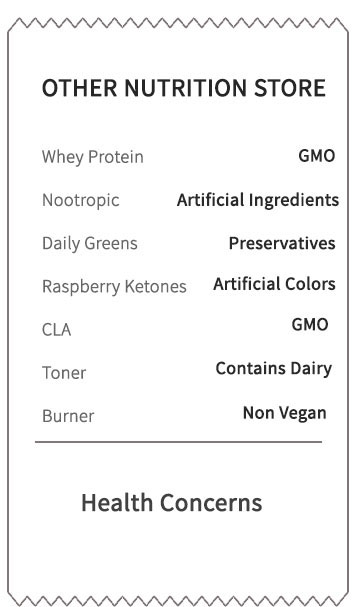 OTHER NUTRITION STORE
Whey Protein GMO
Nootropic Artificial Ingredients
Daily Greens Preservatives
Raspberry Ketones Artificial Colors
CLA GMO
Toner Contains Dairy
Burner Non Vegan
Health Concerns